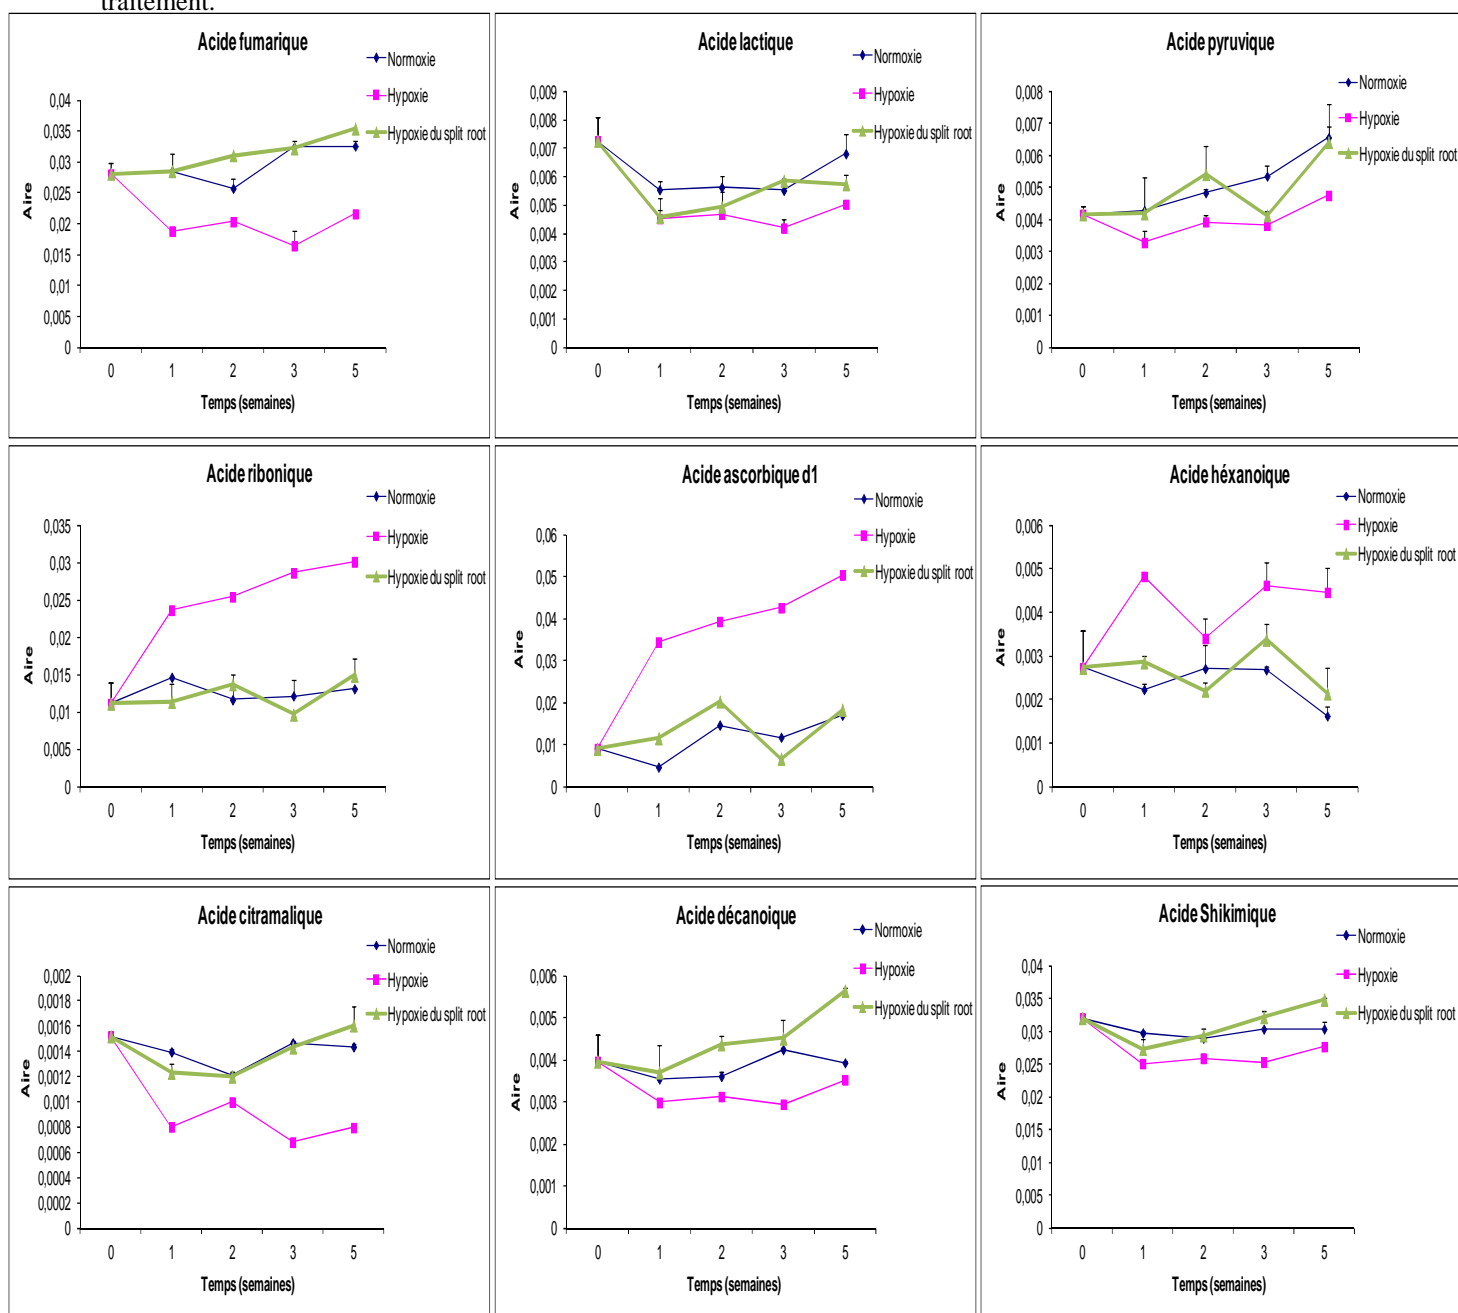 traitement.
Acide fumarique
Normoxie
Hypoxie
Hypoxie du split root
0,04
0,035
0,03
0,025
0,02
0,015
0,01
0,005
0
Aire
0 1 2 3 5
Temps (semaines)
Acide lactique
Normoxie
Hypoxie
Hypoxie du split root
0,009
0,008
0,007
0,006
0,005
0,004
0,003
0,002
0,001
0
Aire
0 1 2 3 5
Temps (semaines)
Acide pyruvique
Normoxie
Hypoxie
Hypoxie du split root
0,008
0,007
0,006
0,005
0,004
0,003
0,002
0,001
0
Aire
0 1 2 3 5
Temps (semaines)
Acide ribonique
Normoxie
Hypoxie
Hypoxie du split root
0,035
0,03
0,025
0,02
0,015
0,01
0,005
0
Aire
0 1 2 3 5
Temps (semaines)
Acide ascorbique d1
Normoxie
Hypoxie
Hypoxie du split root
0,06
0,05
0,04
0,03
0,02
0,01
0
Aire
0 1 2 3 5
Temps (semaines)
Acide héxanoique
Normoxie
Hypoxie
Hypoxie du split root
0,006
0,005
0,004
0,003
0,002
0,001
0
Aire
0 1 2 3 5
Temps (semaines)
Acide citramalique
Normoxie
Hypoxie
Hypoxie du split root
0,002
0,0018
0,0016
0,0014
0,0012
0,001
0,0008
0,0006
0,0004
0,0002
0
Aire
0 1 2 3 5
Temps (semaines)
Acide décanoique
Normoxie
Hypoxie
Hypoxie du split root
0,006
0,005
0,004
0,003
0,002
0,001
0
Aire
0 1 2 3 5
Temps (semaines)
Acide Shikimique
Normoxie
Hypoxie
Hypoxie du split root
0,04
0,035
0,03
0,025
0,02
0,015
0,01
0,005
0
Aire
0 1 2 3 5
Temps (semaines)